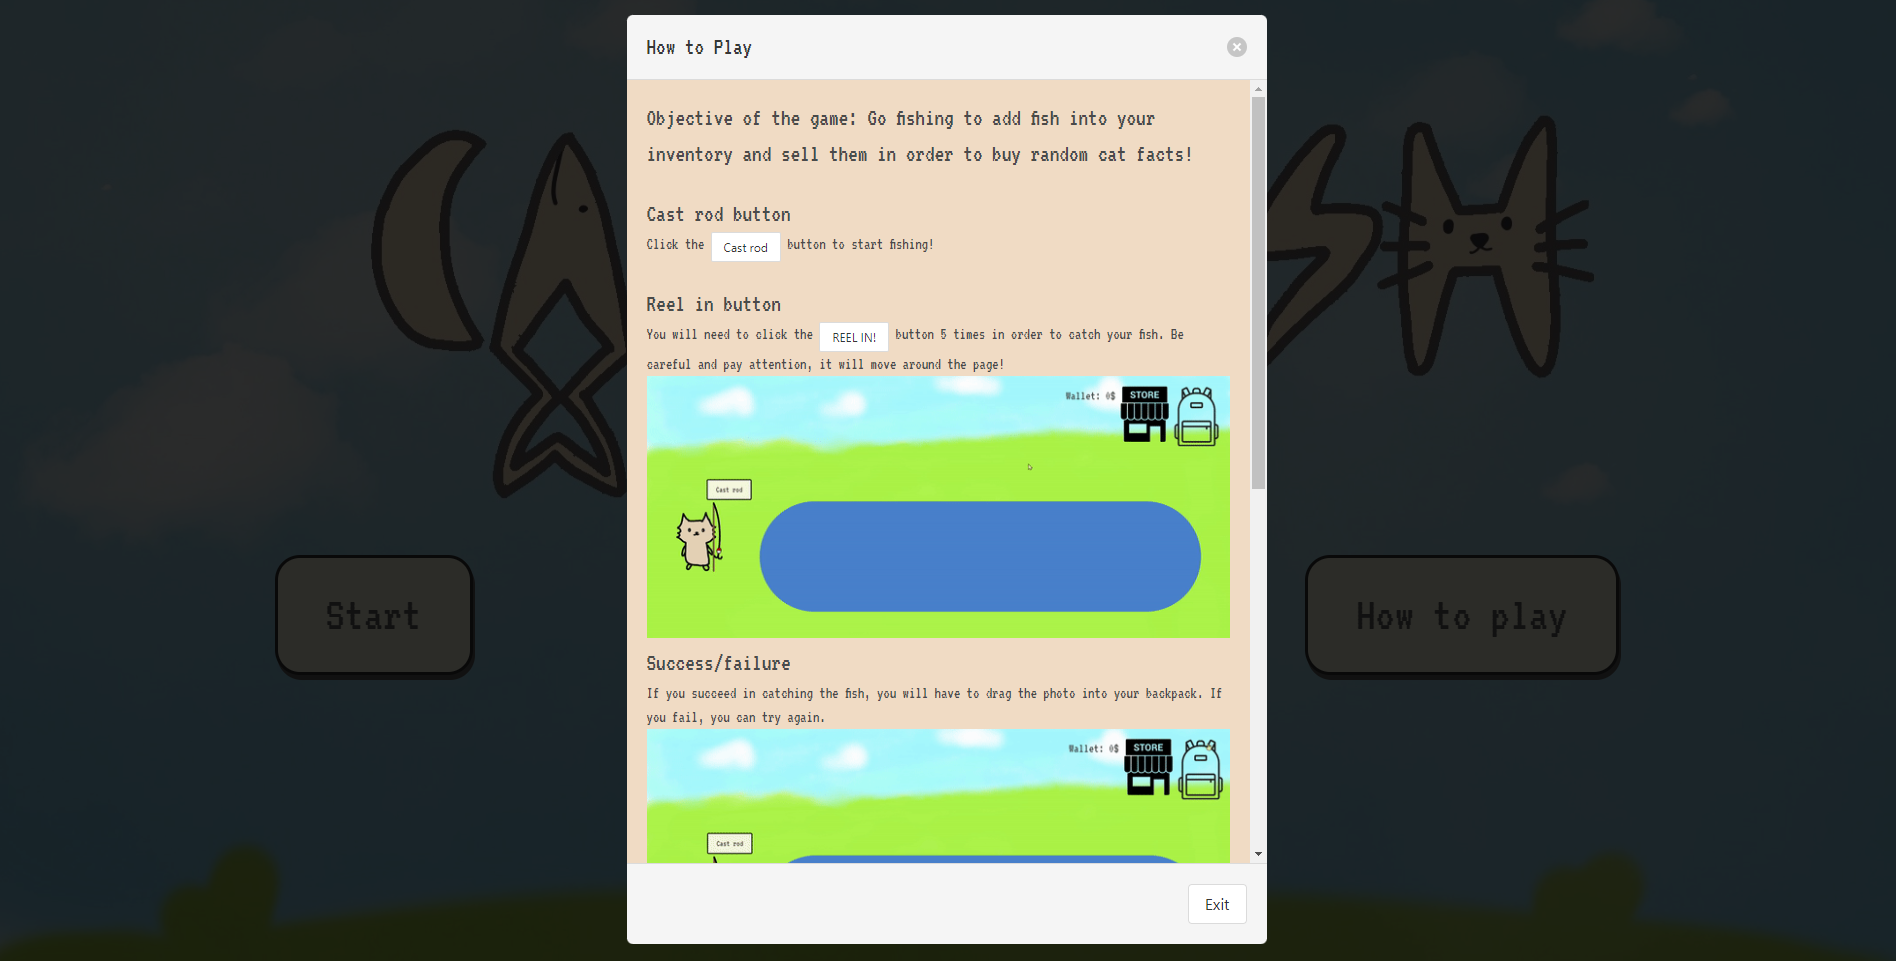 How to Play
Objective of the game: Go fishing to add fish into your
inventory and sell them in order to buy random cat facts!
Cast rod button
Click the Cast rod button to start fishing!
Reel in button
You will need to click the REEL IN! button 5 times in order to catch your fish. Be
careful and pay attention, it will move around the page!
Wallet: 0$ STORE
Cast rod
Success/failure
If you succeed in catching the fish, you will have to drag the photo into your backpack. If
you fail, you can try again.
Wallet: 0$ STORE
Cast rod
Start
How to play
Exit